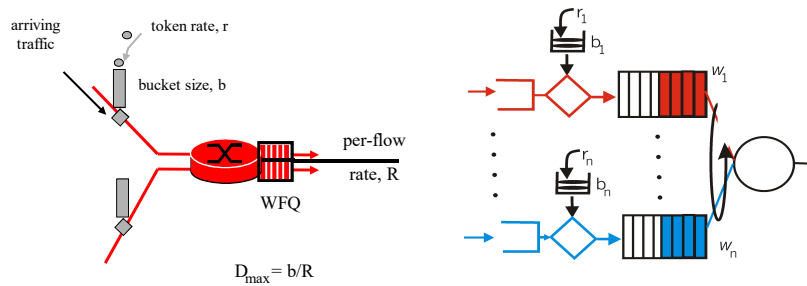 arriving
traffic
token rate, r
bucket size, b
per-flow
rate, R
WFQ
Dmax = b/R
r1
b1
w1
rn
bn
wn